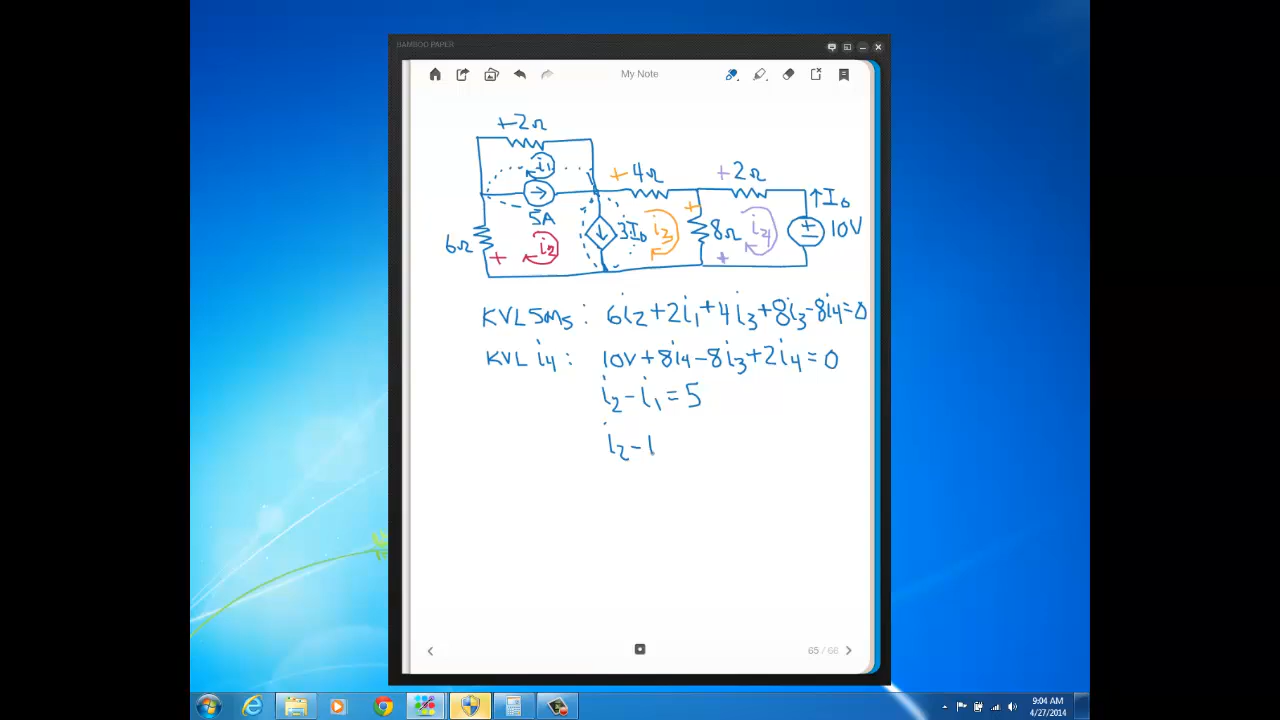 BAMBOO PAPER
My Note
+2Ω
i1
+4Ω
+2Ω
5A
6Ω
i2
3I0
i3
8Ω
i4
↑I0
10V
KVL SMs : 6i2+2i1+4i3+8i3-8i4=0
KVL i4 : 10V+8i4-8i3+2i4=0
i2-i1=5
i2-i
65 / 66
9:04 AM
4/27/2014